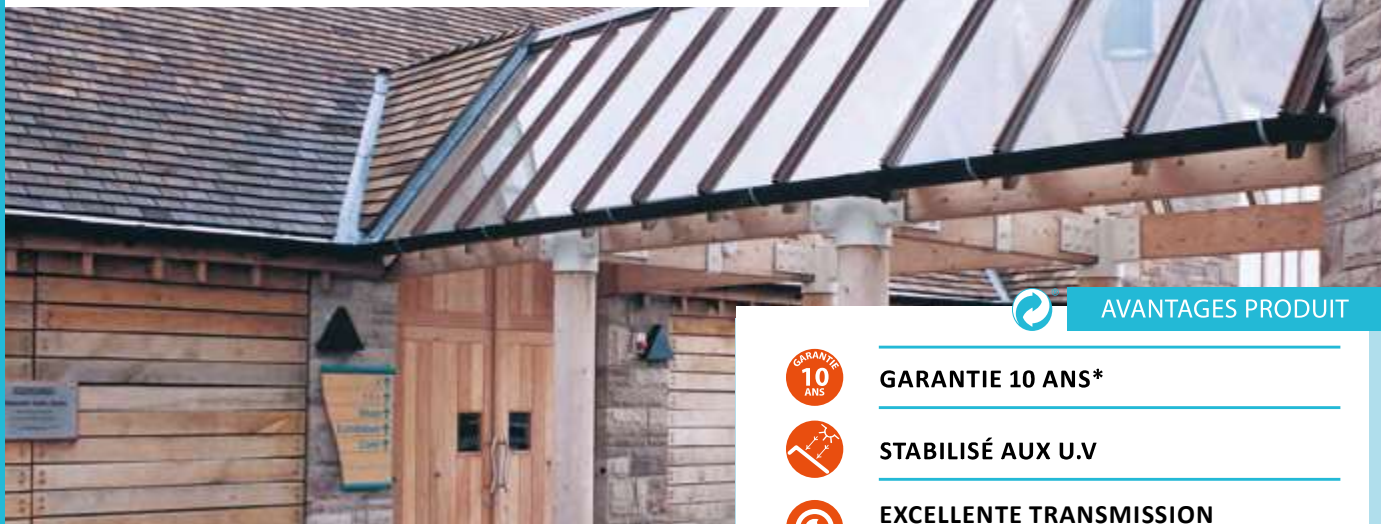 AVANTAGES PRODUIT
GARANTIE
10
ANS
GARANTIE 10 ANS*
STABILISÉ AUX U.V
EXCELLENTE TRANSMISSION